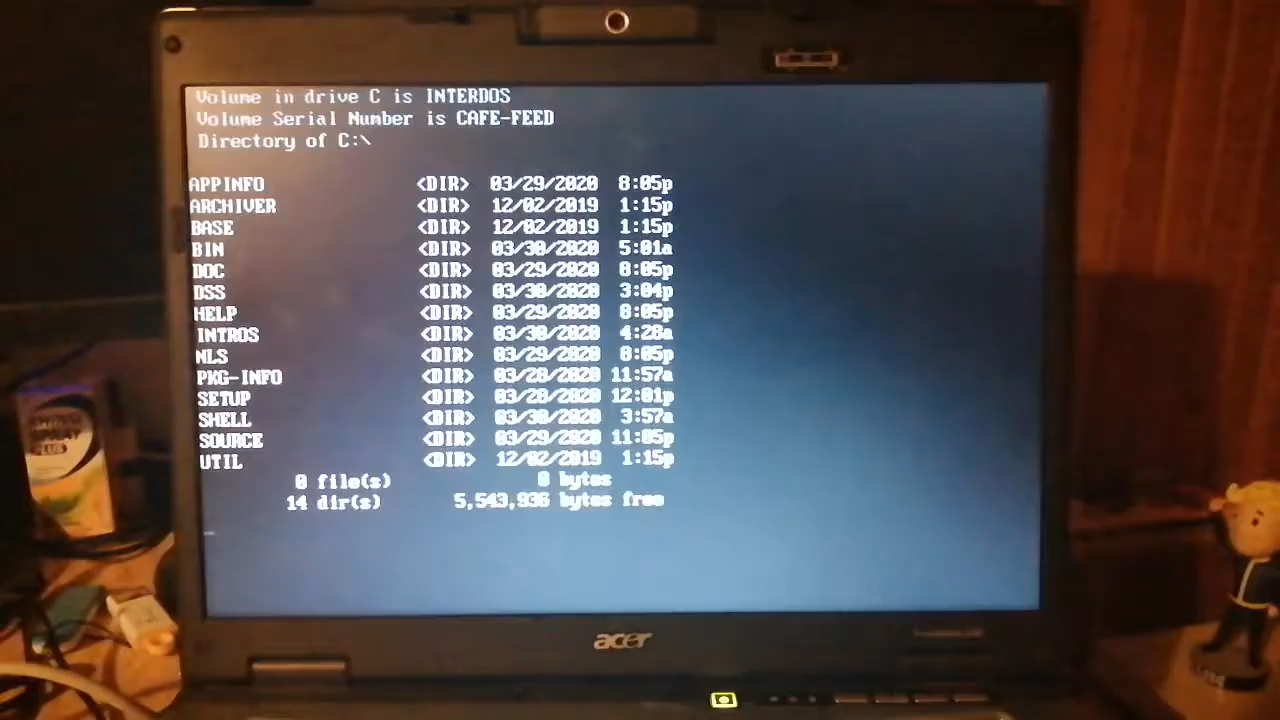 Volume in drive C is INTERDOS
Volume Serial Number is CAFE-FEED
Directory of C:\
APPINFO <DIR> 03/29/2020 8:05p
ARCHIVER <DIR> 12/02/2019 1:15p
BASE <DIR> 12/02/2019 1:15p
BIN <DIR> 03/30/2020 5:01a
DOC <DIR> 03/29/2020 8:05p
DSS <DIR> 03/30/2020 3:04p
HELP <DIR> 03/29/2020 8:05p
INTROS <DIR> 03/30/2020 4:28a
NLS <DIR> 03/29/2020 8:05p
PKG-INFO <DIR> 03/28/2020 11:57a
SETUP <DIR> 03/28/2020 12:01p
SHELL <DIR> 03/30/2020 3:57a
SOURCE <DIR> 03/29/2020 11:05p
UTIL <DIR> 12/02/2019 1:15p
0 file(s) 0 bytes
14 dir(s) 5,543,936 bytes free
acer
PLUS